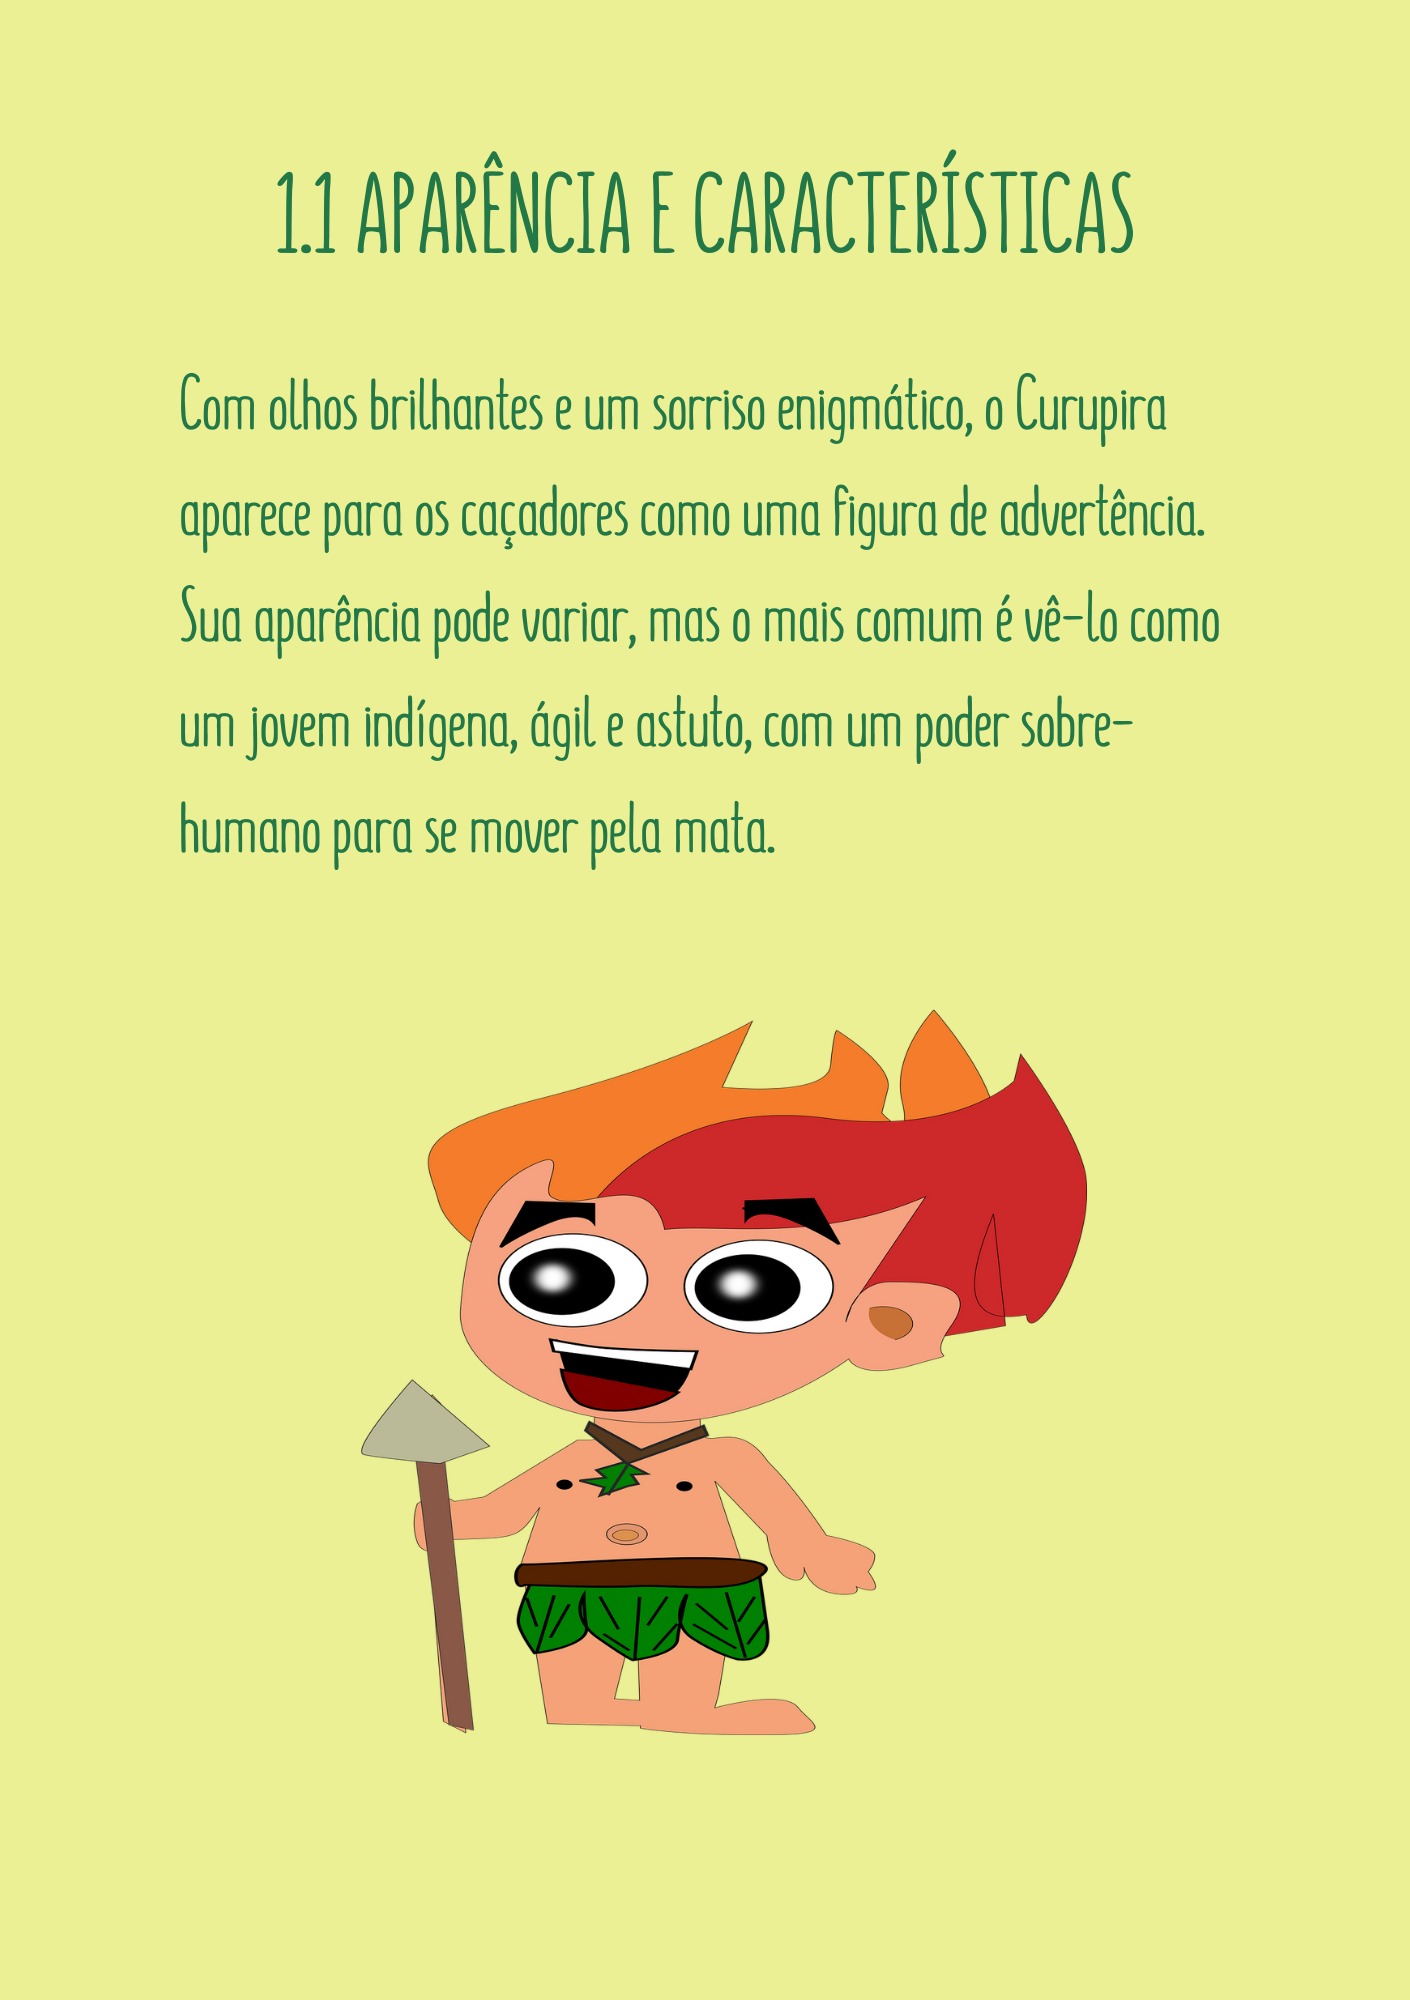 1.1 APARÊNCIA E CARACTERÍSTICAS
Com olhos brilhantes e um sorriso enigmático, o Curupira
aparece para os caçadores como uma figura de advertência.
Sua aparência pode variar, mas o mais comum é vê-lo como
um jovem indígena, ágil e astuto, com um poder sobre-
humano para se mover pela mata.